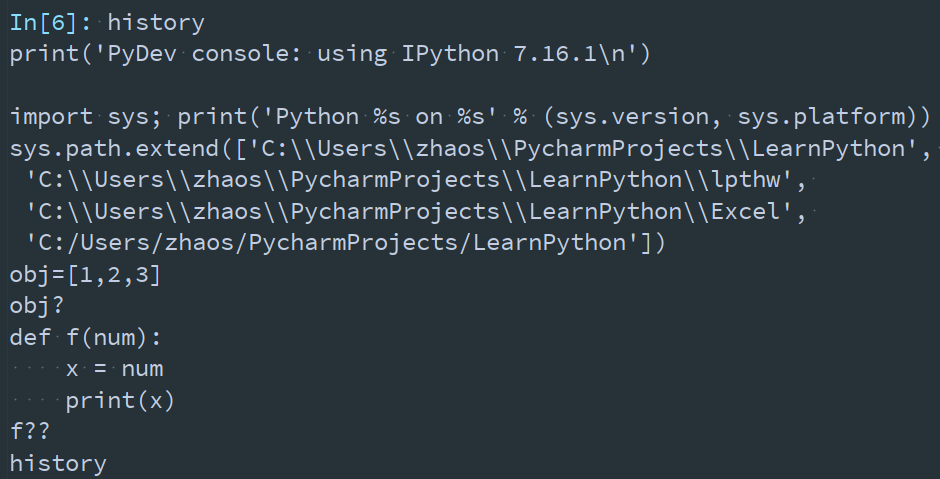 In[6]: history
print('PyDev console: using IPython 7.16.1\n')
import sys; print('Python %s on %s' % (sys.version, sys.platform))
sys.path.extend(['C:\\Users\\zhaos\\PycharmProjects\\LearnPython',
 'C:\\Users\\zhaos\\PycharmProjects\\LearnPython\\lpthw',
 'C:\\Users\\zhaos\\PycharmProjects\\LearnPython\\Excel',
 'C:/Users/zhaos/PycharmProjects/LearnPython'])
obj=[1,2,3]
obj?
def f(num):
    x = num
    print(x)
f??
history